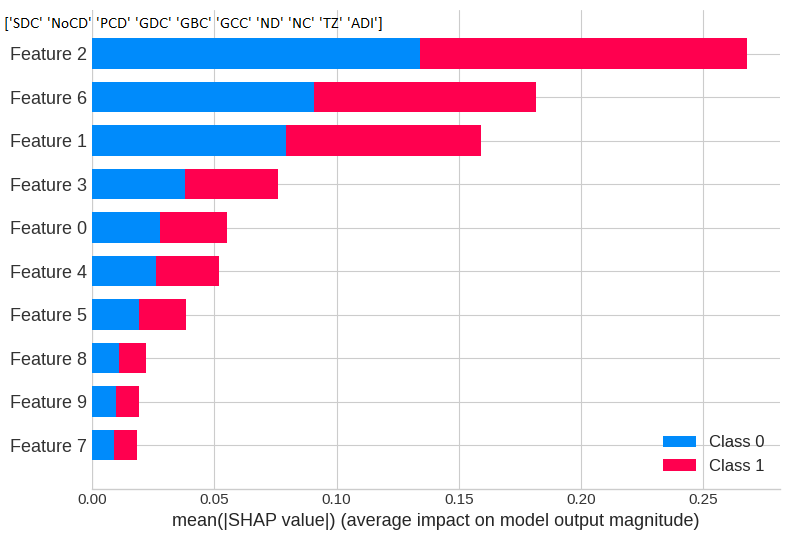 ['SDC' 'NoCD' 'PCD' 'GDC' 'GBC' 'GCC' 'ND' 'NC' 'TZ' 'ADI']
Feature 2
Feature 6
Feature 1
Feature 3
Feature 0
Feature 4
Feature 5
Feature 8
Feature 9
Feature 7
Class 0
Class 1
0.00 0.05 0.10 0.15 0.20 0.25
mean(|SHAP value|) (average impact on model output magnitude)